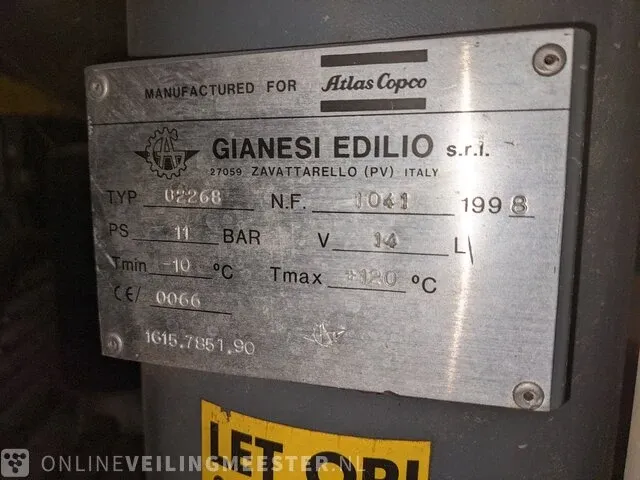 MANUFACTURED FOR Atlas Copco
GIANESI EDILIO s.r.l.
27059 ZAVATTARELLO (PV) ITALY
TYP 02268 N.F. 1041 1998
PS 11 BAR V 14 L
Tmin -10 °C Tmax +120 °C
CE/ 0066
1615.7851.90
LET OP!
ONLINEVEILINGMEESTER.NL